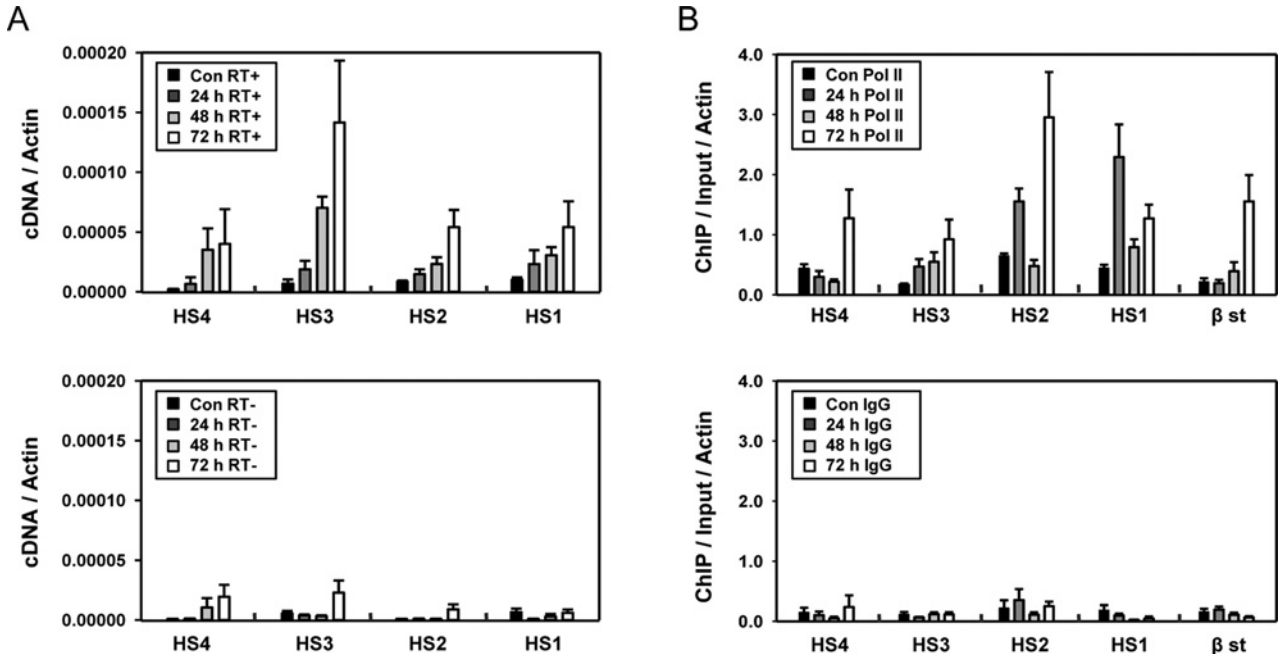 A
cDNA / Actin
0.00020
0.00015
0.00010
0.00005
0.00000
Con RT+
24 h RT+
48 h RT+
72 h RT+
HS4 HS3 HS2 HS1
cDNA / Actin
0.00020
0.00015
0.00010
0.00005
0.00000
Con RT-
24 h RT-
48 h RT-
72 h RT-
HS4 HS3 HS2 HS1
B
ChIP / Input / Actin
4.0
3.0
2.0
1.0
0.0
Con Pol II
24 h Pol II
48 h Pol II
72 h Pol II
HS4 HS3 HS2 HS1 β st
ChIP / Input / Actin
4.0
3.0
2.0
1.0
0.0
Con IgG
24 h IgG
48 h IgG
72 h IgG
HS4 HS3 HS2 HS1 β st